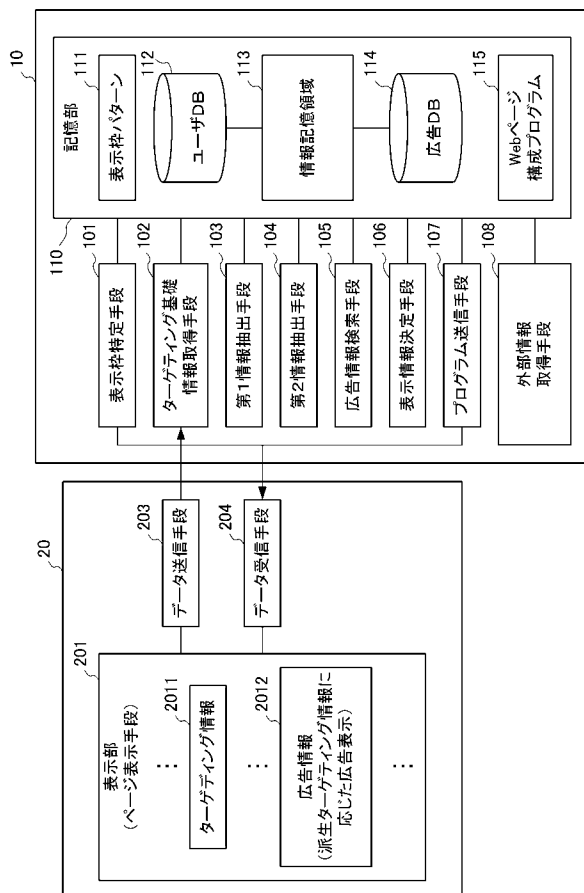 20
201
表示部
(ページ表示手段)
2011
ターゲティング情報
2012
広告情報
(派生ターゲティング情報に
応じた広告表示)
203
データ送信手段
204
データ受信手段
10
101
表示枠特定手段
102
ターゲティング基礎
情報取得手段
103
第1情報抽出手段
104
第2情報抽出手段
105
広告情報検索手段
106
表示情報決定手段
107
プログラム送信手段
108
外部情報
取得手段
110
記憶部
111
表示枠パターン
112
ユーザDB
113
情報記憶領域
114
広告DB
115
Webページ
構成プログラム